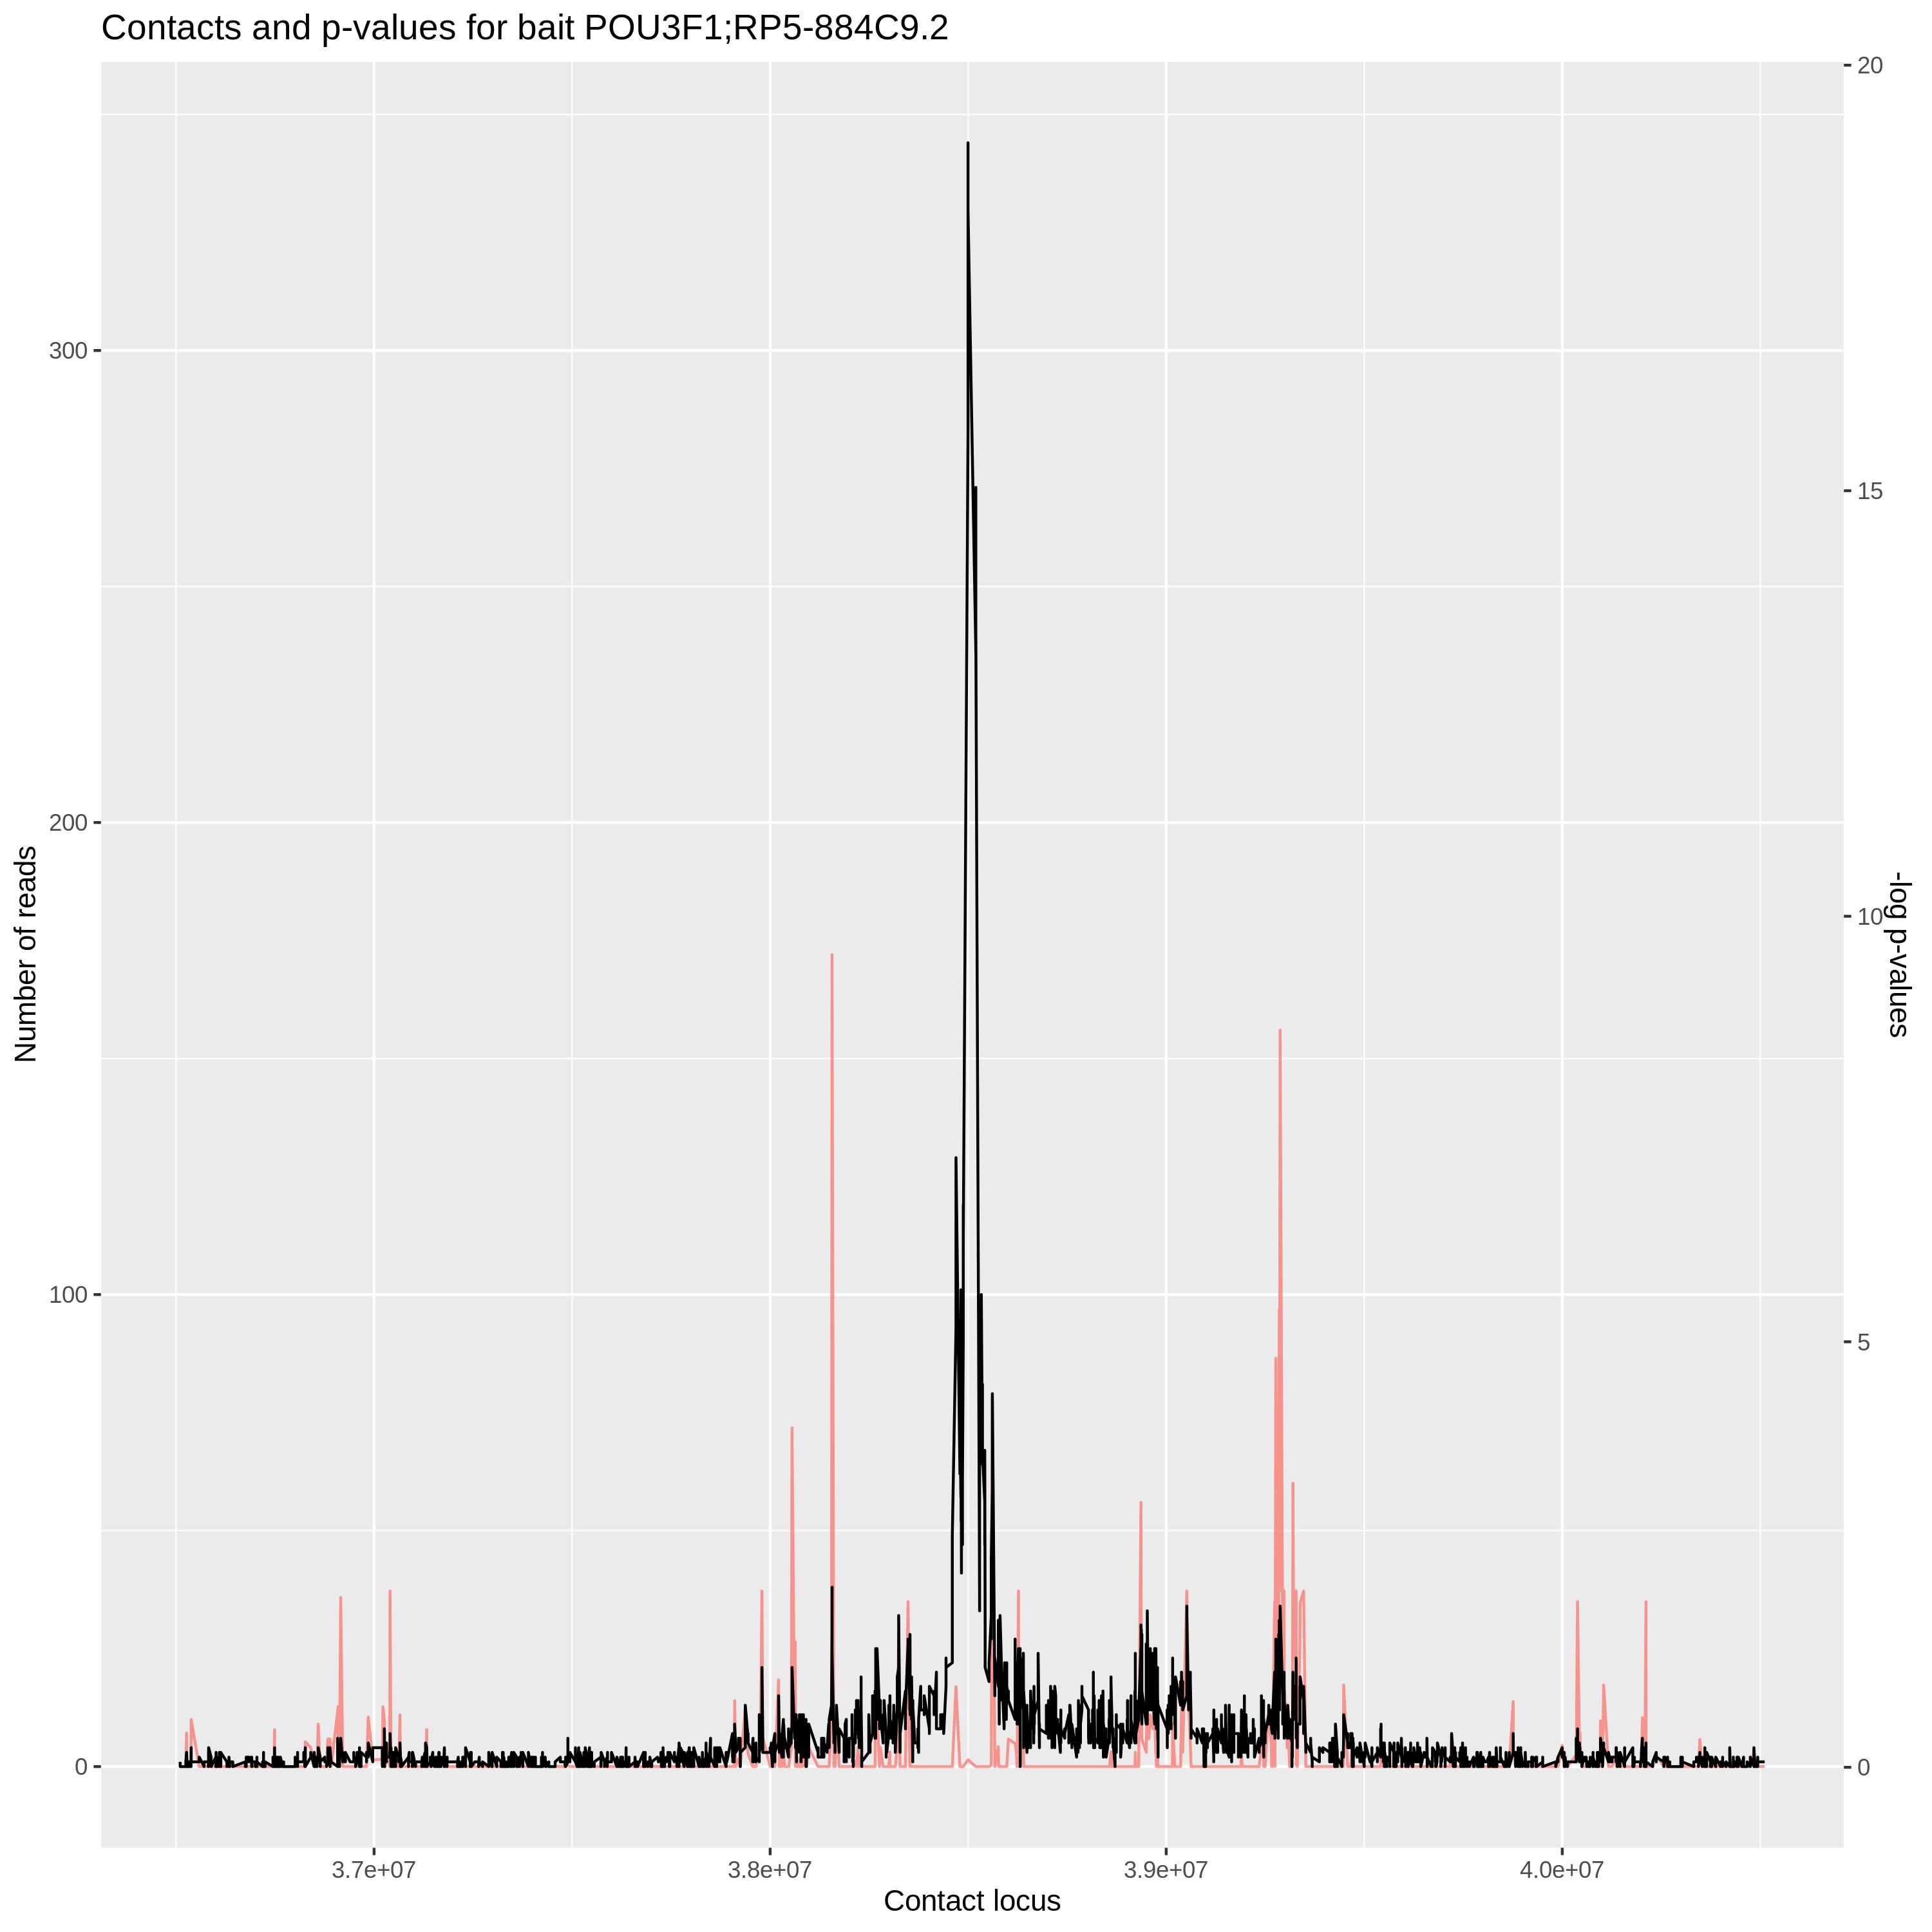 Contacts and p-values for bait POU3F1;RP5-884C9.2
20
15
10
5
0
300
200
100
0
Number of reads
-log p-values
3.7e+07
3.8e+07
3.9e+07
4.0e+07
Contact locus